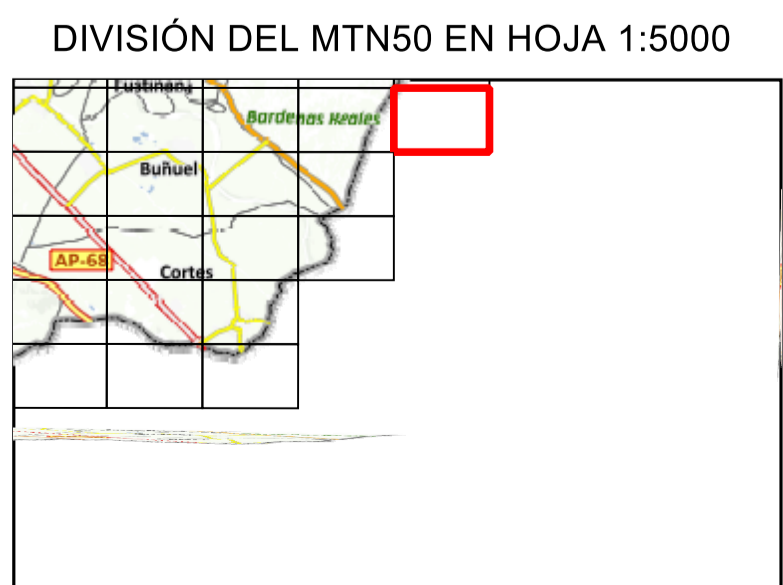 DIVISIÓN DEL MTN50 EN HOJA 1:5000
Bardenas Reales
Buñuel
AP-68
Cortes